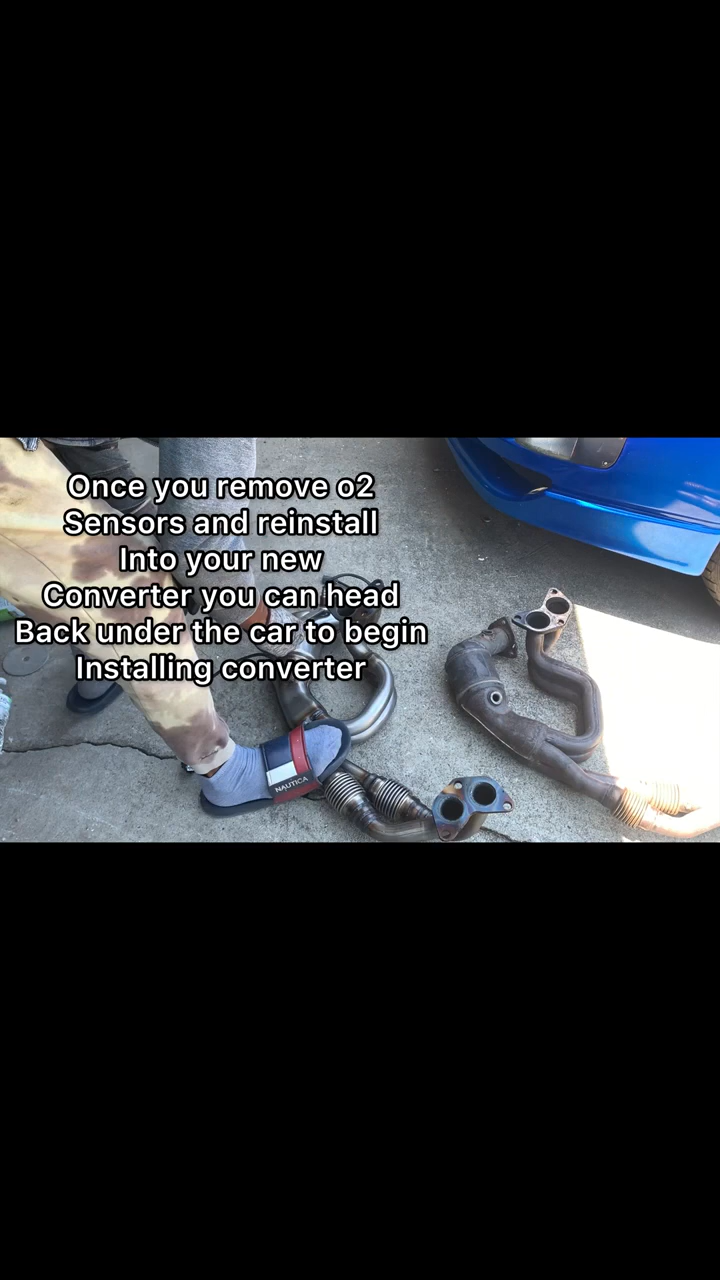 Once you remove o2
Sensors and reinstall
Into your new
Converter you can head
Back under the car to begin
Installing converter
NAUTICA